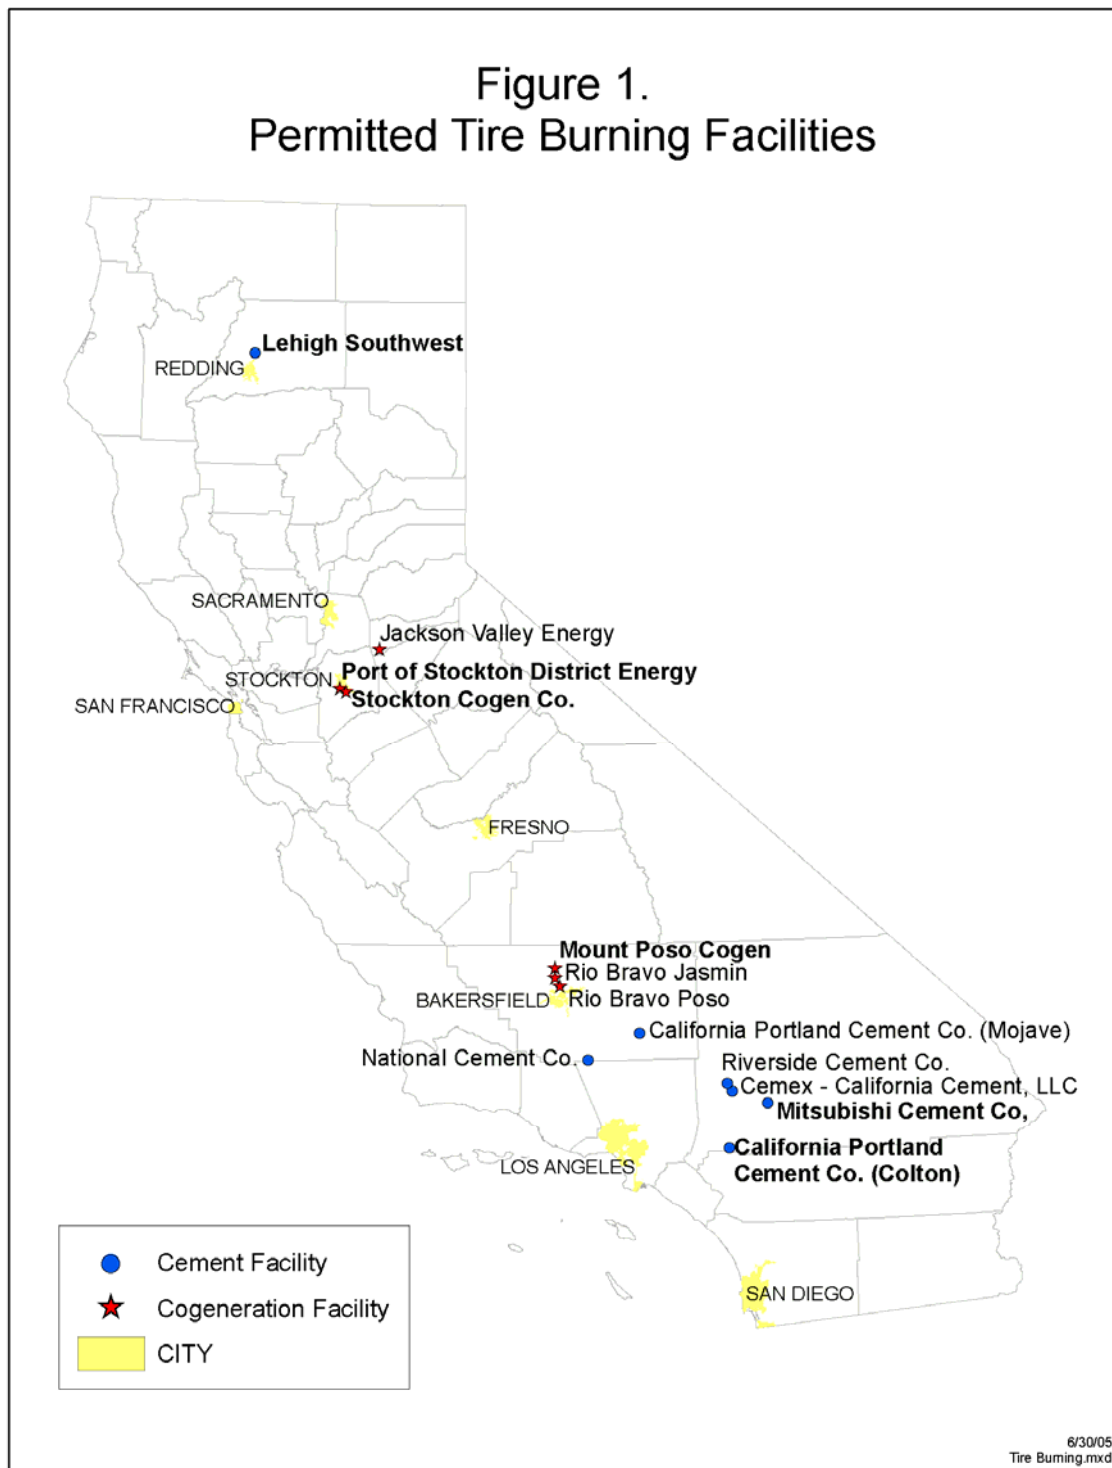 Figure 1.
Permitted Tire Burning Facilities
Lehigh Southwest
REDDING
SACRAMENTO
Jackson Valley Energy
Port of Stockton District Energy
STOCKTON
Stockton Cogen Co.
SAN FRANCISCO
FRESNO
Mount Poso Cogen
Rio Bravo Jasmin
BAKERSFIELD
Rio Bravo Poso
California Portland Cement Co. (Mojave)
National Cement Co.
Riverside Cement Co.
Cemex - California Cement, LLC
Mitsubishi Cement Co,
California Portland
Cement Co. (Colton)
LOS ANGELES
SAN DIEGO
Cement Facility
Cogeneration Facility
CITY
6/30/05
Tire Burning.mxd